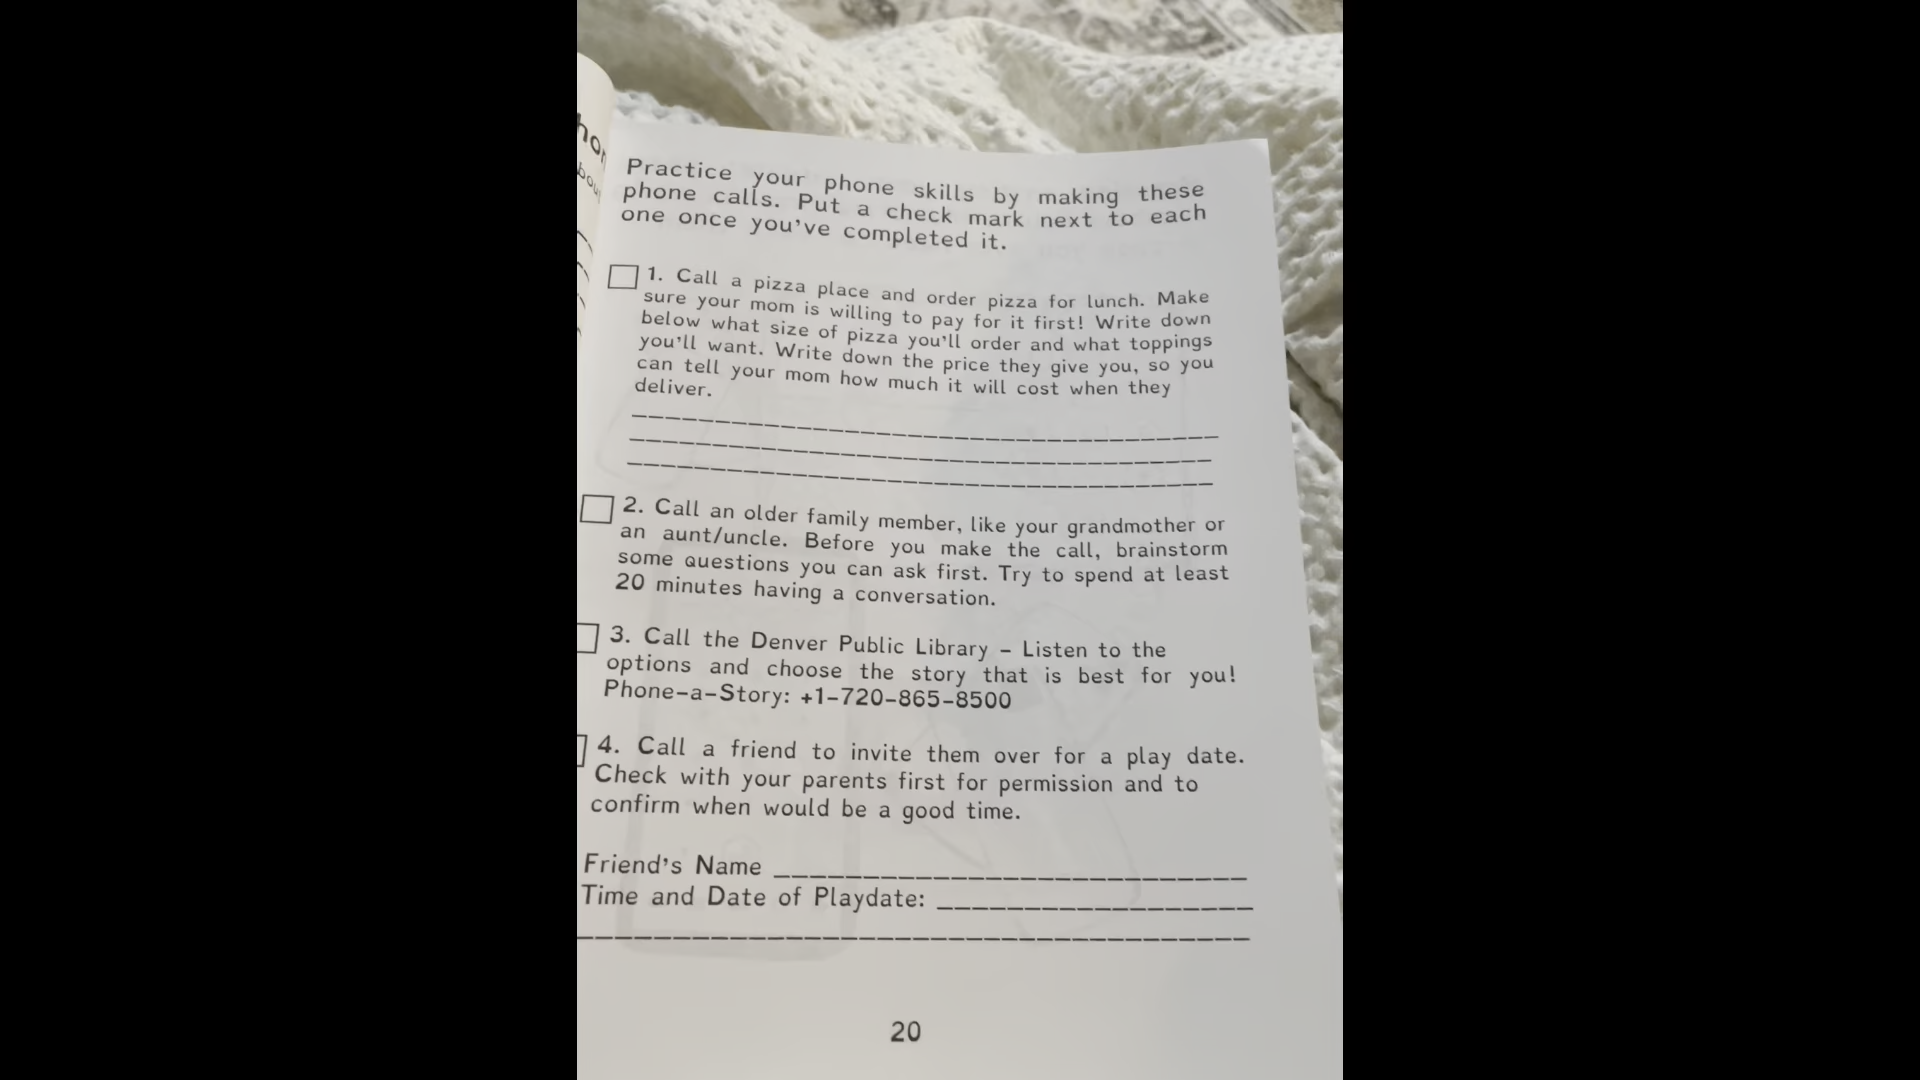 Practice your phone skills by making these
phone calls. Put a check mark next to each
one once you've completed it.
1. Call a pizza place and order pizza for lunch. Make
sure your mom is willing to pay for it first! Write down
below what size of pizza you'll order and what toppings
you'll want. Write down the price they give you, so you
can tell your mom how much it will cost when they
deliver.
2. Call an older family member, like your grandmother or
an aunt/uncle. Before you make the call, brainstorm
some questions you can ask first. Try to spend at least
20 minutes having a conversation.
3. Call the Denver Public Library – Listen to the
options and choose the story that is best for you!
Phone-a-Story: +1-720-865-8500
4. Call a friend to invite them over for a play date.
Check with your parents first for permission and to
confirm when would be a good time.
Friend's Name
Time and Date of Playdate:
20